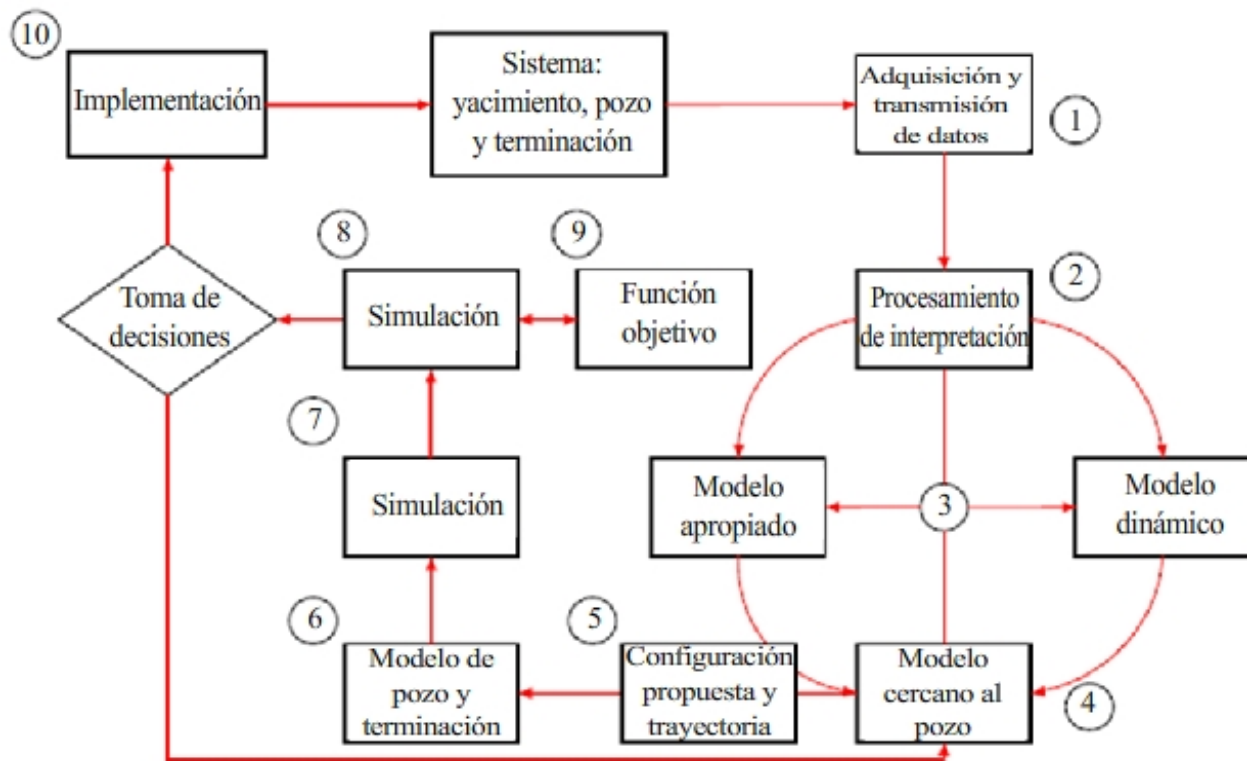 10
Implementación
Sistema:
yacimiento, pozo
y terminación
Adquisición y
transmisión
de datos
1
8
9
2
Toma de
decisiones
Simulación
Función
objetivo
Procesamiento
de interpretación
7
Simulación
Modelo
apropiado
3
Modelo
dinámico
6
5
Modelo de
pozo y
terminación
Configuración
propuesta y
trayectoria
Modelo
cercano al
pozo
4